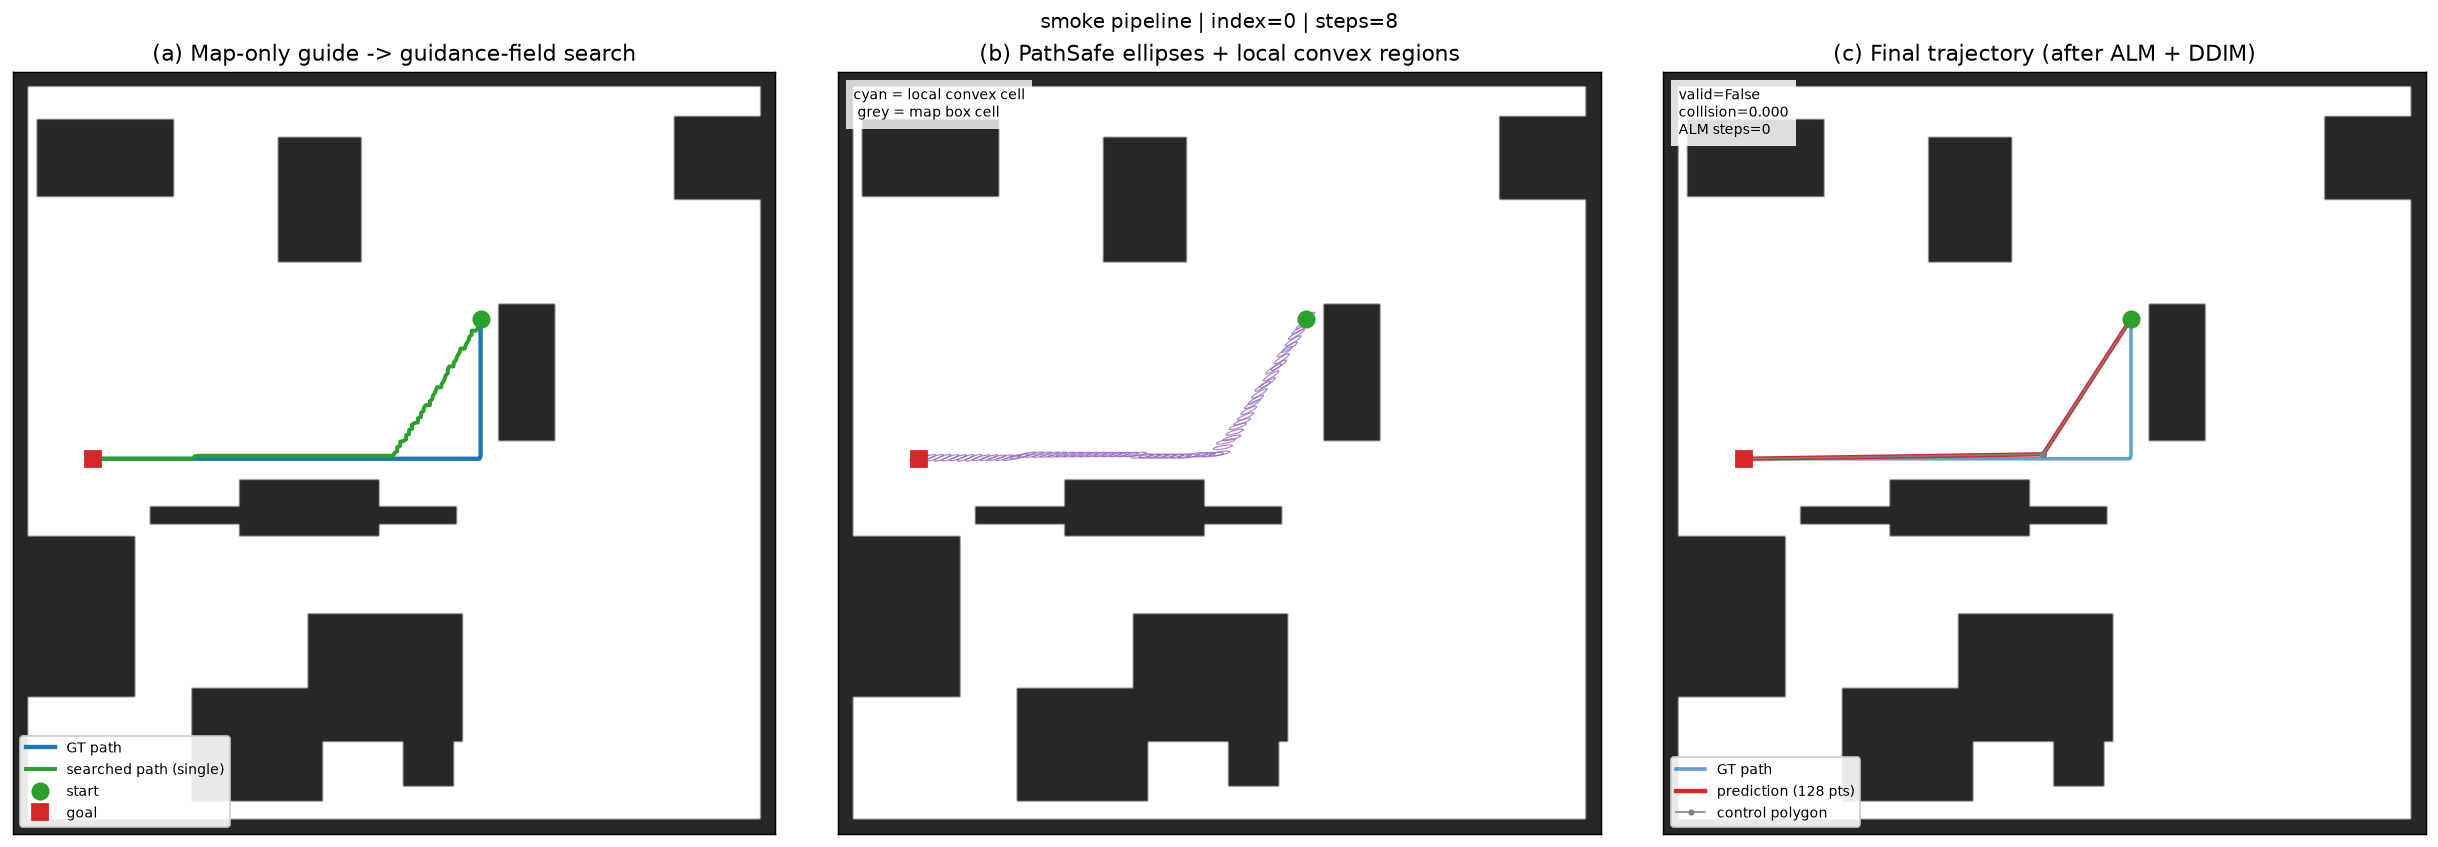 smoke pipeline | index=0 | steps=8
(a) Map-only guide -> guidance-field search
GT path
searched path (single)
start
goal
(b) PathSafe ellipses + local convex regions
cyan = local convex cell
grey = map box cell
(c) Final trajectory (after ALM + DDIM)
valid=False
collision=0.000
ALM steps=0
GT path
prediction (128 pts)
control polygon